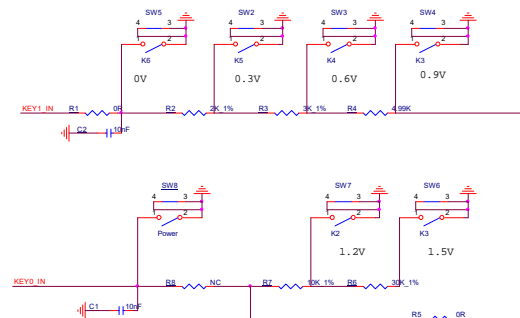 SW5 SW2 SW3 SW4
4 3 4 3 4 3 4 3
1 2 1 2 1 2 1 2
K6 K5 K4 K3
0V 0.3V 0.6V 0.9V
KEY1_IN R1 0R R2 2K_1% R3 3K_1% R4 4.99K
C2 10nF
SW8 SW7 SW6
4 3 4 3 4 3
1 2 1 2 1 2
Power K2 K3
1.2V 1.5V
KEY0_IN R8 NC R7 10K_1% R6 30K_1%
C1 10nF
R5 0R